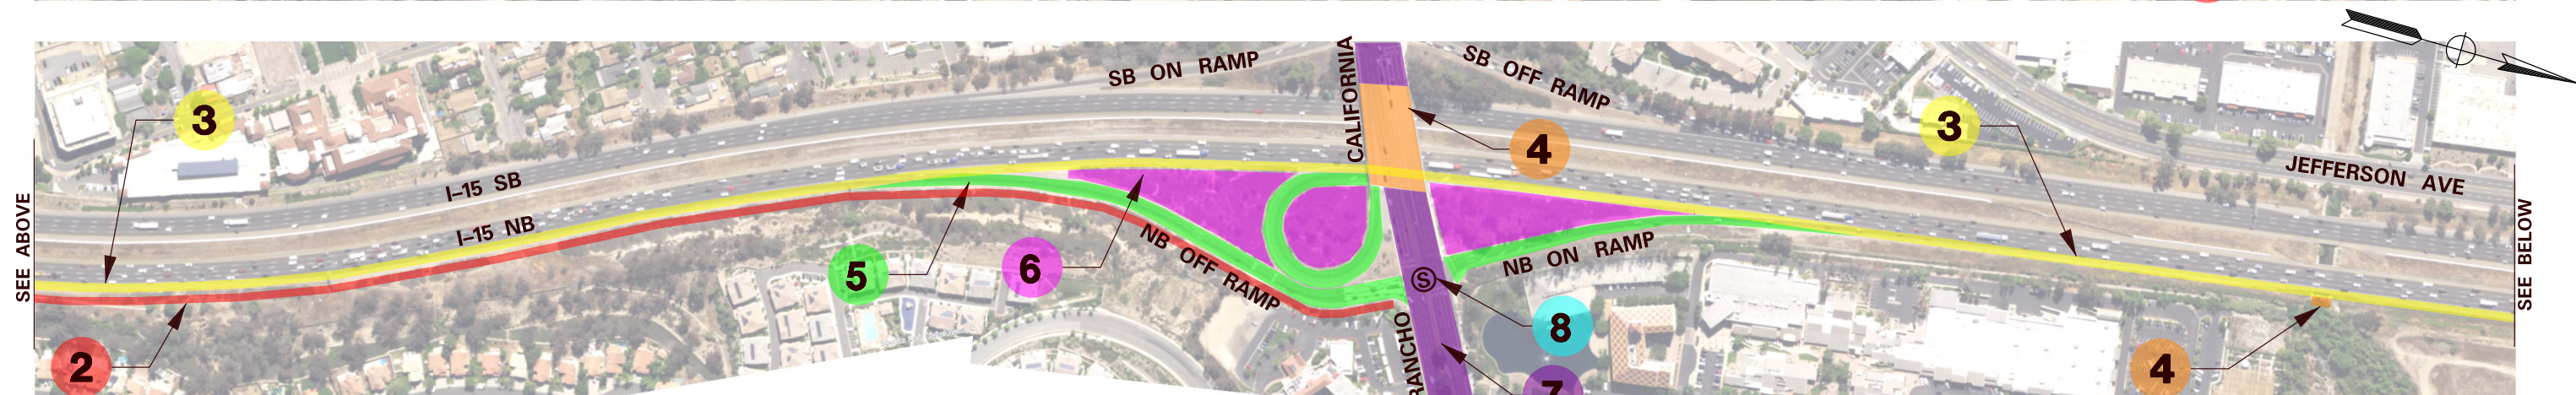 SEE ABOVE
3
2
I-15 SB
I-15 NB
5
6
SB ON RAMP
NB OFF RAMP
CALIFORNIA
RANCHO
SB OFF RAMP
4
S
NB ON RAMP
8
7
3
JEFFERSON AVE
4
SEE BELOW